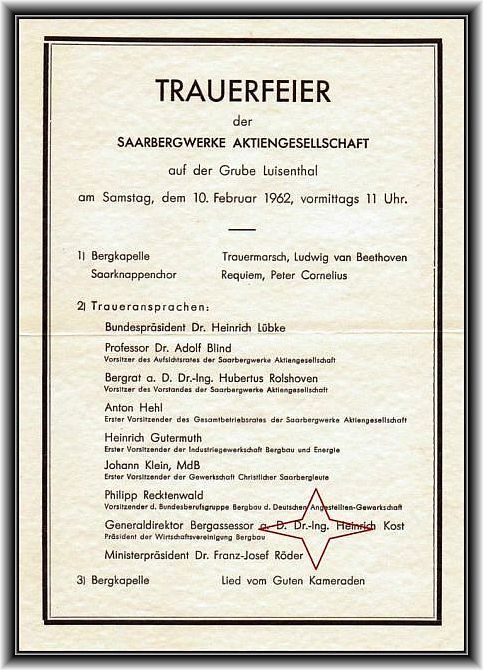 TRAUERFEIER
der
SAARBERGWERKE AKTIENGESELLSCHAFT
auf der Grube Luisenthal
am Samstag, dem 10. Februar 1962, vormittags 11 Uhr.
1) Bergkapelle Trauermarsch, Ludwig van Beethoven
Saarknappenchor Requiem, Peter Cornelius
2) Traueransprachen:
Bundespräsident Dr. Heinrich Lübke
Professor Dr. Adolf Blind
Vorsitzer des Aufsichtsrates der Saarbergwerke Aktiengesellschaft
Bergrat a. D. Dr.-Ing. Hubertus Rolshoven
Vorsitzer des Vorstandes der Saarbergwerke Aktiengesellschaft
Anton Hehl
Erster Vorsitzender des Gesamtbetriebsrates der Saarbergwerke Aktiengesellschaft
Heinrich Gutermuth
Erster Vorsitzender der Industriegewerkschaft Bergbau und Energie
Johann Klein, MdB
Erster Vorsitzender der Gewerkschaft Christlicher Saarbergleute
Philipp Recktenwald
Vorsitzender d. Bundesberufsgruppe Bergbau d. Deutschen Angestellten-Gewerkschaft
Generaldirektor Bergassessor a. D. Dr.-Ing. Heinrich Kost
Präsident der Wirtschaftsvereinigung Bergbau
Ministerpräsident Dr. Franz-Josef Röder
3) Bergkapelle Lied vom Guten Kameraden